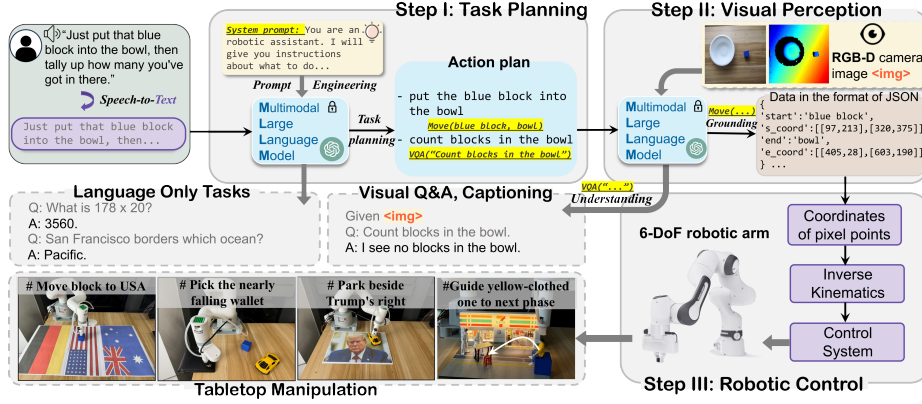 Step I: Task Planning
Step II: Visual Perception
“Just put that blue
block into the bowl, then
tally up how many you've
got in there.”
Speech-to-Text
Just put that blue block
into the bowl, then...
System prompt: You are an
robotic assistant. I will
give you instructions
about what to do...
Prompt Engineering
Multimodal
Large
Language
Model
Task
planning
Action plan
- put the blue block into
the bowl
Move(blue block, bowl)
- count blocks in the bowl
VQA(“Count blocks in the bowl”)
Multimodal
Large
Language
Model
RGB-D camera
image <img>
Move(...)
Grounding
Data in the format of JSON
{
'start':'blue block',
's_coord':[[97,213],[320,375]]
'end':'bowl',
'e_coord':[[405,28],[603,190]]
} ...
VQA(“...”)
Understanding
Language Only Tasks
Q: What is 178 x 20?
A: 3560.
Q: San Francisco borders which ocean?
A: Pacific.
Visual Q&A, Captioning
Given <img>
Q: Count blocks in the bowl.
A: I see no blocks in the bowl.
6-DoF robotic arm
Coordinates
of pixel points
Inverse
Kinematics
Control
System
Step III: Robotic Control
# Move block to USA
# Pick the nearly
falling wallet
# Park beside
Trump's right
#Guide yellow-clothed
one to next phase
Tabletop Manipulation